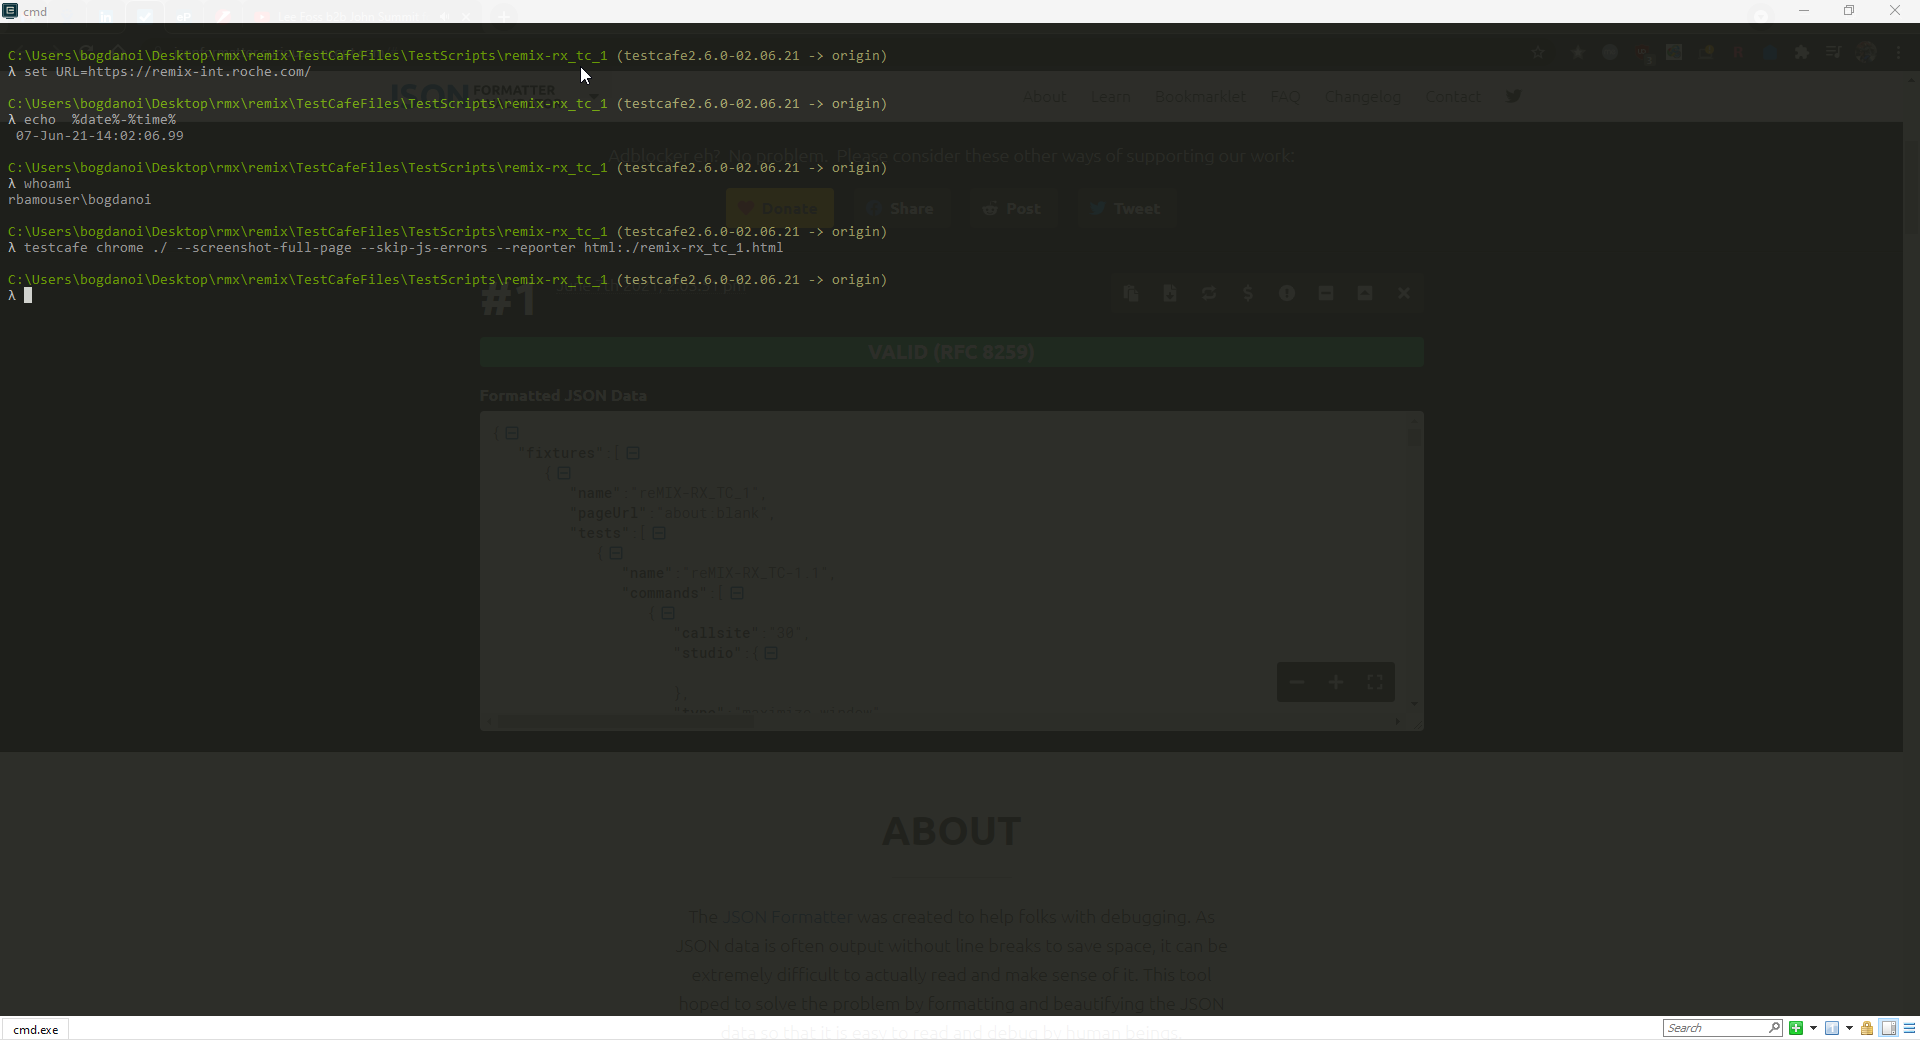 cmd
C:\Users\bogdanoi\Desktop\rmx\remix\TestCafeFiles\TestScripts\remix-rx_tc_1 (testcafe2.6.0-02.06.21 -> origin)
λ set URL=https://remix-int.roche.com/
JSON FORMATTER
About Learn Bookmarklet FAQ Changelog Contact
C:\Users\bogdanoi\Desktop\rmx\remix\TestCafeFiles\TestScripts\remix-rx_tc_1 (testcafe2.6.0-02.06.21 -> origin)
λ echo  %date%-%time%
07-Jun-21-14:02:06.99
Adblocker eh? No problem. Please consider these other ways of supporting our work:
C:\Users\bogdanoi\Desktop\rmx\remix\TestCafeFiles\TestScripts\remix-rx_tc_1 (testcafe2.6.0-02.06.21 -> origin)
λ whoami
rbamouser\bogdanoi
Donate Share Post Tweet
C:\Users\bogdanoi\Desktop\rmx\remix\TestCafeFiles\TestScripts\remix-rx_tc_1 (testcafe2.6.0-02.06.21 -> origin)
λ testcafe chrome ./ --screenshot-full-page --skip-js-errors --reporter html:./remix-rx_tc_1.html
C:\Users\bogdanoi\Desktop\rmx\remix\TestCafeFiles\TestScripts\remix-rx_tc_1 (testcafe2.6.0-02.06.21 -> origin)
λ
#1
VALID (RFC 8259)
Formatted JSON Data
{
"fixtures":[
{
"name":"reMIX-RX_TC_1",
"pageUrl":"about:blank",
"tests":[
{
"name":"reMIX-RX_TC-1.1",
"commands":[
{
"callsite":"30",
"studio":{
},
ABOUT
The JSON Formatter was created to help folks with debugging. As
JSON data is often output without line breaks to save space, it can be
extremely difficult to actually read and make sense of it. This tool
hoped to solve the problem by formatting and beautifying the JSON
data so that it is easy to read and debug by human beings.
cmd.exe
Search